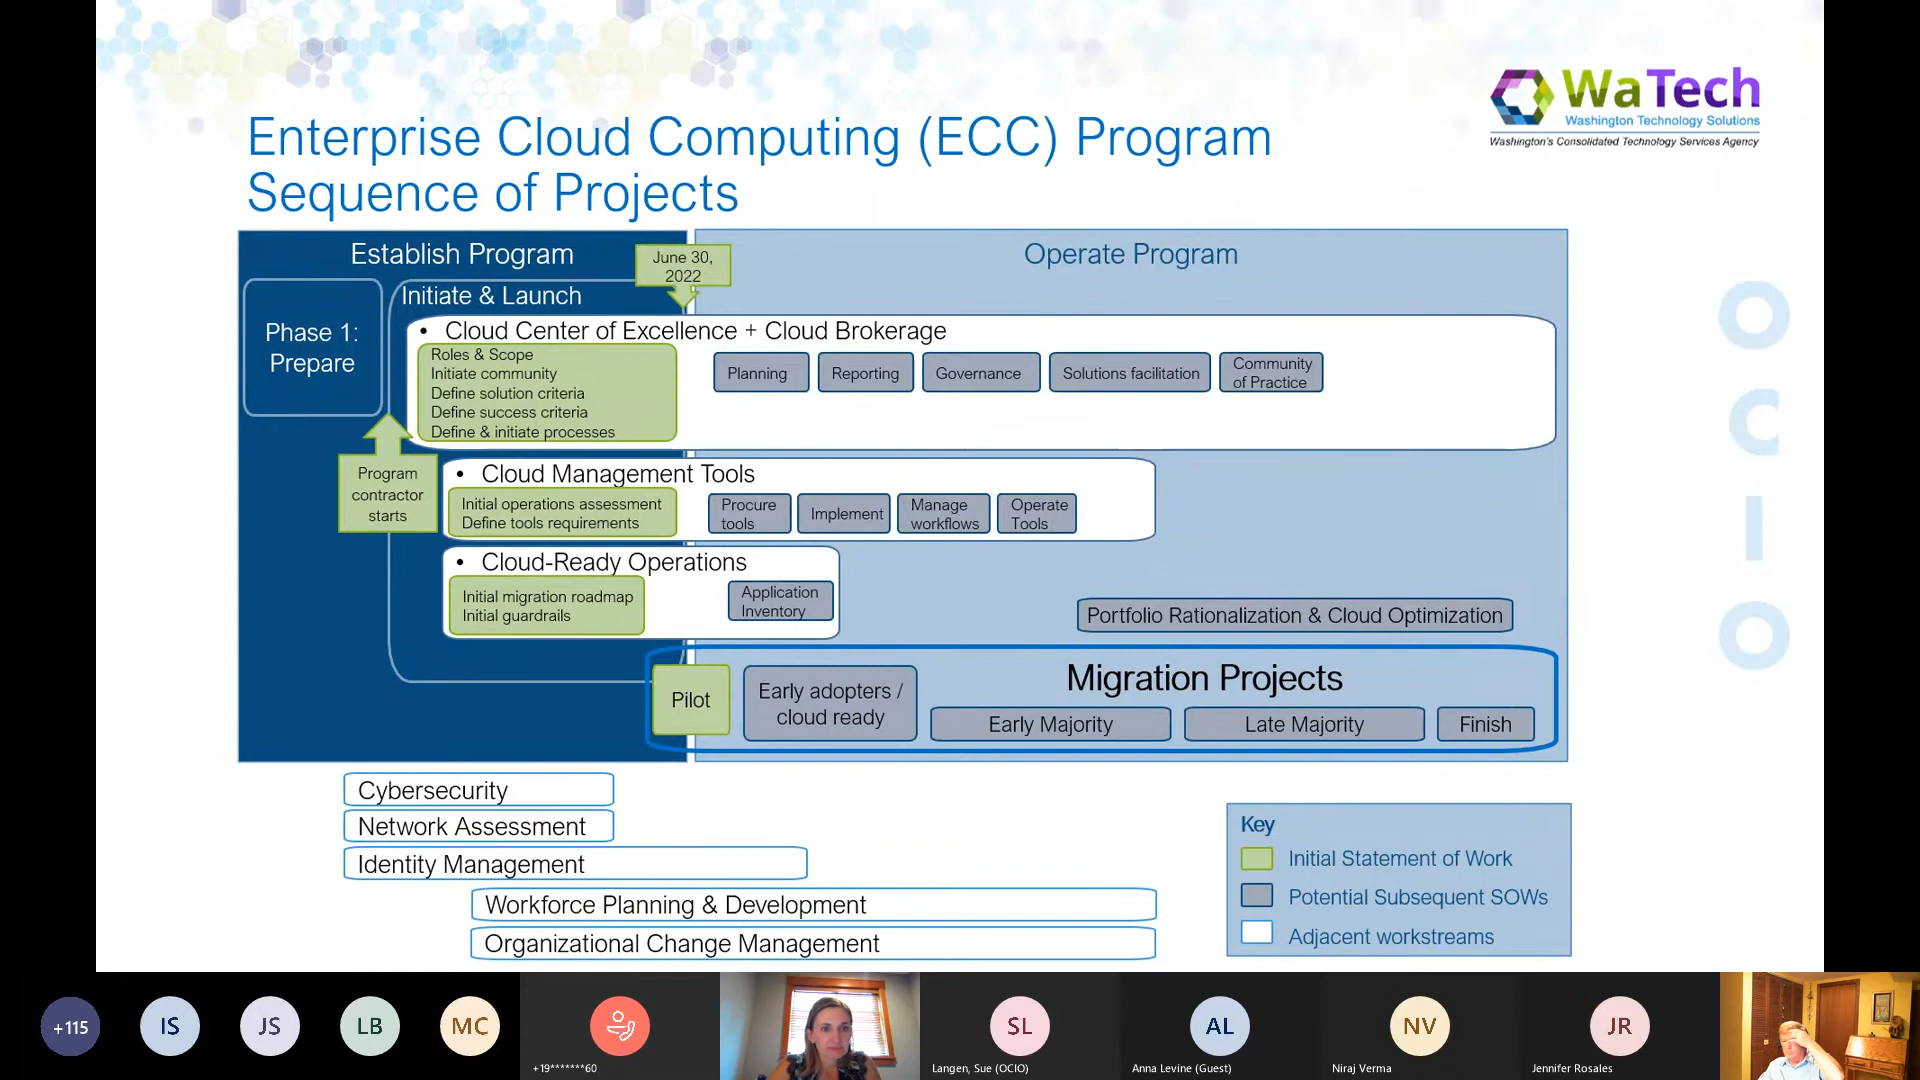 WaTech
Washington Technology Solutions
Washington's Consolidated Technology Services Agency
Enterprise Cloud Computing (ECC) Program
Sequence of Projects
Establish Program
Operate Program
June 30,
2022
Phase 1:
Prepare
Initiate & Launch
• Cloud Center of Excellence + Cloud Brokerage
Roles & Scope
Initiate community
Define solution criteria
Define success criteria
Define & initiate processes
Planning
Reporting
Governance
Solutions facilitation
Community
of Practice
Program
contractor
starts
• Cloud Management Tools
Initial operations assessment
Define tools requirements
Procure
tools
Implement
Manage
workflows
Operate
Tools
• Cloud-Ready Operations
Initial migration roadmap
Initial guardrails
Application
Inventory
Portfolio Rationalization & Cloud Optimization
Pilot
Early adopters /
cloud ready
Migration Projects
Early Majority
Late Majority
Finish
Cybersecurity
Network Assessment
Identity Management
Workforce Planning & Development
Organizational Change Management
Key
Initial Statement of Work
Potential Subsequent SOWs
Adjacent workstreams
O
C
I
O
+115
IS
JS
LB
MC
+19*******60
SL
Langen, Sue (OCIO)
AL
Anna Levine (Guest)
NV
Niraj Verma
JR
Jennifer Rosales